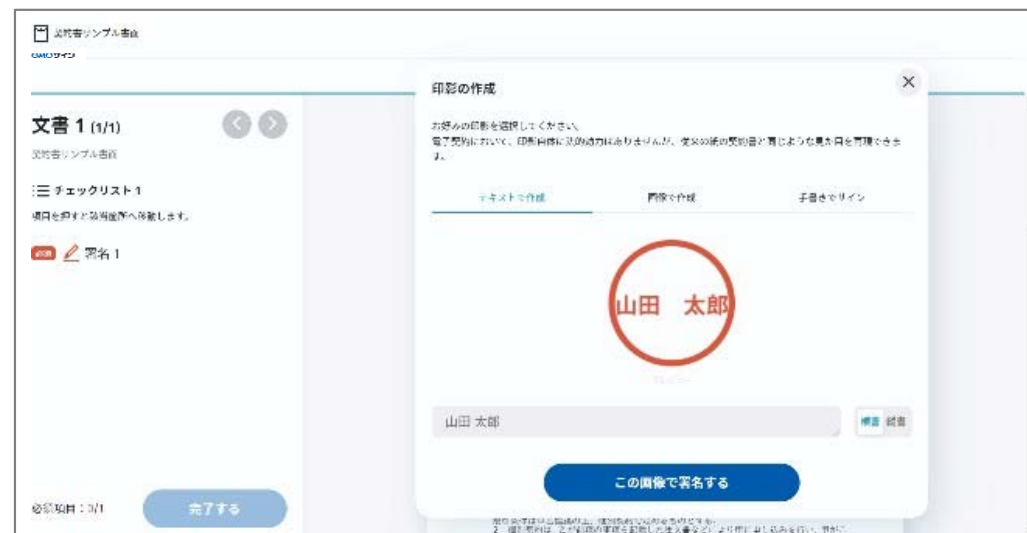 契約書サンプル書面
GMOサイン
文書 1 (1/1)
契約書サンプル書面
チェックリスト 1
項目を押すと該当箇所へ移動します。
必須 署名 1
必須項目：0/1
完了する
印影の作成
お好みの印影を選択してください。
電子契約において、印影自体に法的効力はありませんが、従来の紙の契約書と同じような見た目を再現できま
す。
テキストで作成 画像で作成 手書きでサイン
山田 太郎
山田 太郎
横書 縦書
この画像で署名する